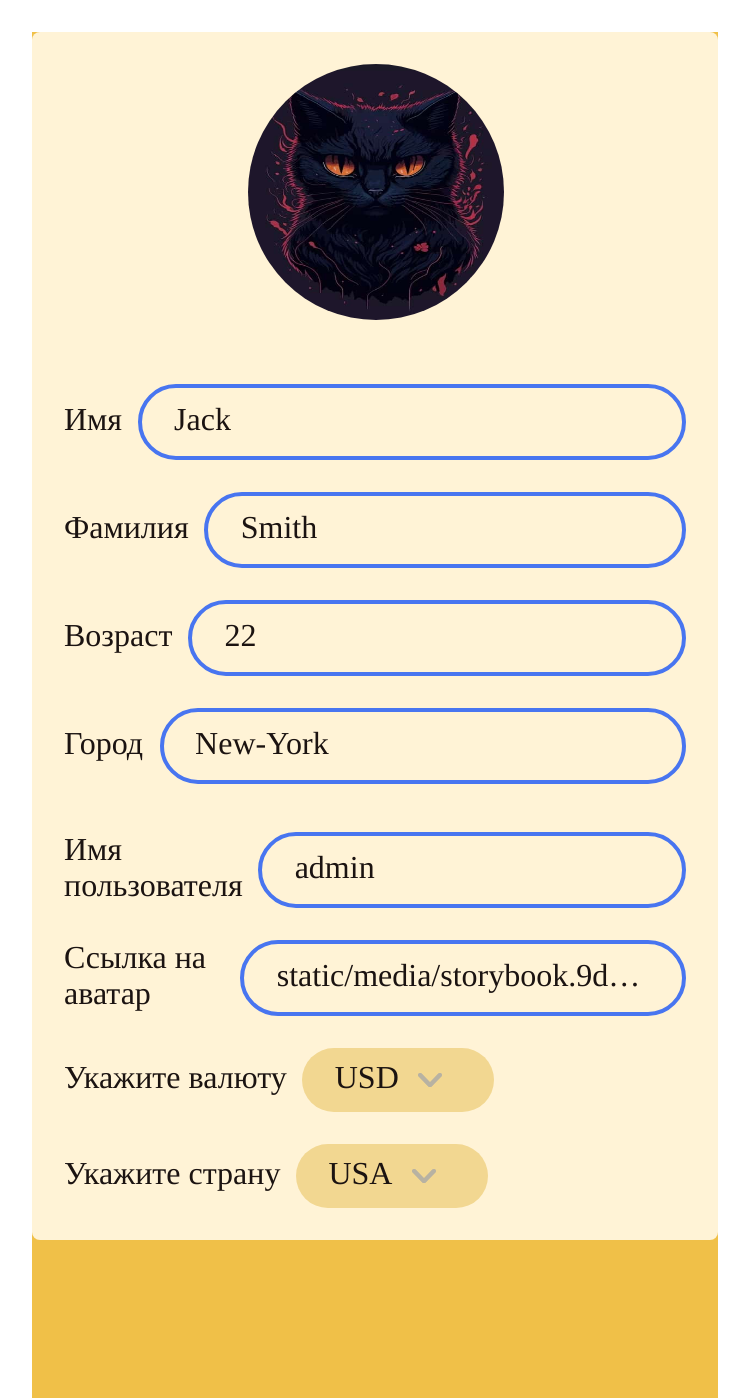 Имя Jack
Фамилия Smith
Возраст 22
Город New-York
Имя
пользователя admin
Ссылка на
аватар static/media/storybook.9d…
Укажите валюту USD
Укажите страну USA